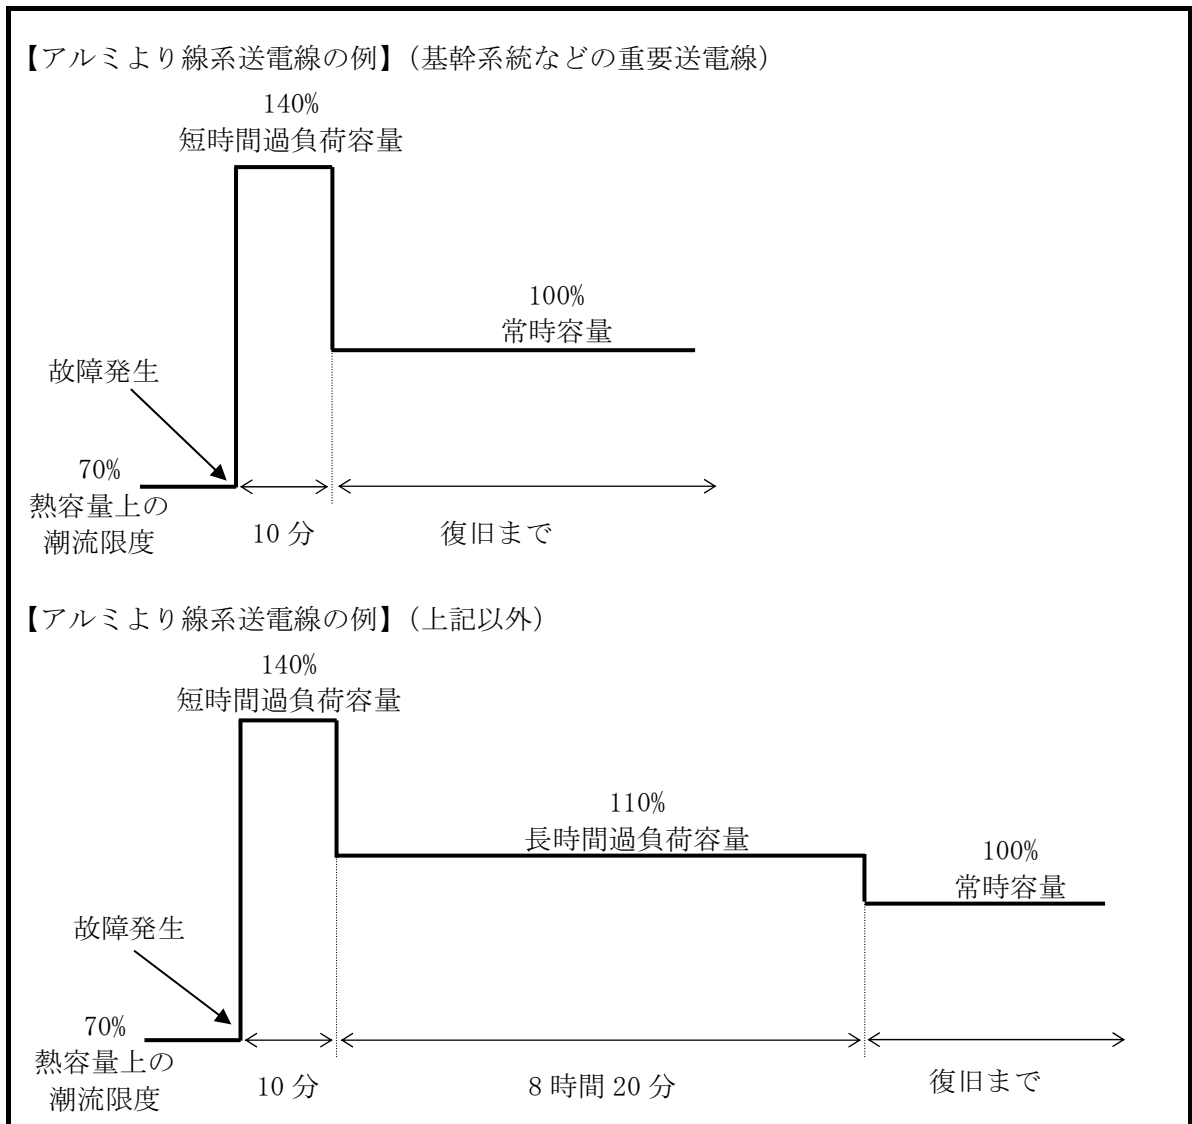 【アルミより線系送電線の例】（基幹系統などの重要送電線）
140%
短時間過負荷容量
100%
常時容量
故障発生
70%
熱容量上の
潮流限度
10 分
復旧まで
【アルミより線系送電線の例】（上記以外）
140%
短時間過負荷容量
110%
長時間過負荷容量
100%
常時容量
故障発生
70%
熱容量上の
潮流限度
10 分
8 時間 20 分
復旧まで